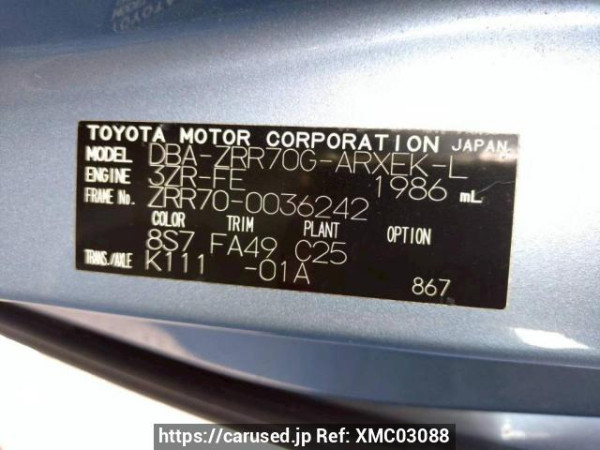 TOYOTA MOTOR CORPORATION JAPAN
MODEL DBA-ZRR70G-ARXEK-L
ENGINE 3ZR-FE 1986 mL
FRAME No. ZRR70-0036242
COLOR TRIM PLANT OPTION
8S7 FA49 C25
TRANS./AXLE K111 -01A
867
https://carused.jp Ref: XMC03088